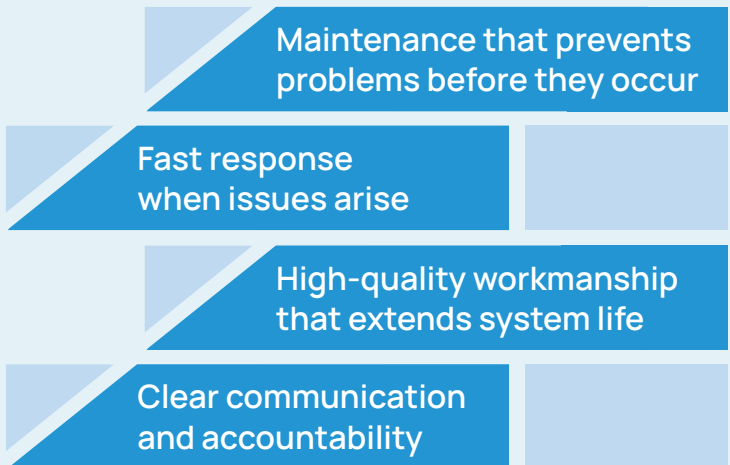 Maintenance that prevents
problems before they occur
Fast response
when issues arise
High-quality workmanship
that extends system life
Clear communication
and accountability